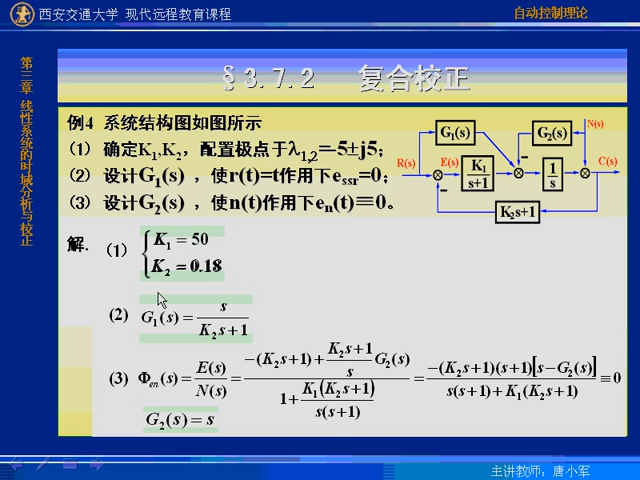 西安交通大学 现代远程教育课程
自动控制理论
第三章 线性系统的时域分析与校正
§3.7.2 复合校正
例4 系统结构图如图所示
(1) 确定K₁,K₂，配置极点于λ₁,₂=-5±j5；
(2) 设计G₁(s)，使r(t)=t作用下eₛₛᵣ=0；
(3) 设计G₂(s)，使n(t)作用下eₙ(t)≡0。
G₁(s)
G₂(s)
N(s)
R(s)
E(s)
K₁/(s+1)
1/s
C(s)
K₂s+1
解. (1) { K₁ = 50
K₂ = 0.18
(2) G₁(s) = s/(K₂s+1)
(3) Φₑₙ(s) = E(s)/N(s) = [-(K₂s+1) + (K₂s+1)/s G₂(s)] / [1 + K₁(K₂s+1)/(s(s+1))] = -(K₂s+1)(s+1)[s-G₂(s)] / [s(s+1)+K₁(K₂s+1)] ≡ 0
G₂(s) = s
主讲教师：唐小军